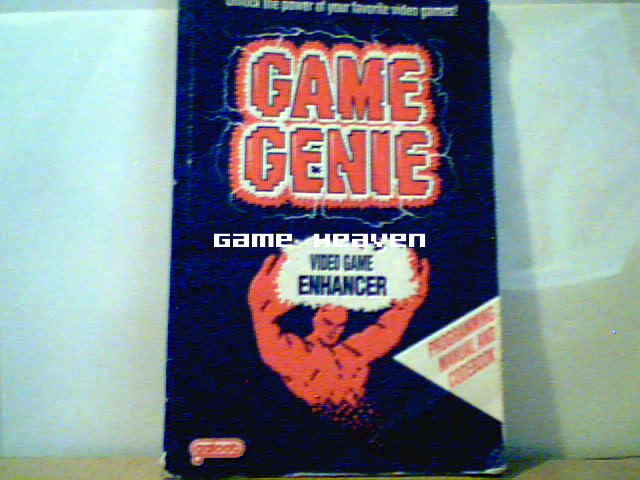 Unlock the power of your favorite video games!
GAME
GENIE
Game Heaven
VIDEO GAME
ENHANCER
PROGRAMMING
MANUAL AND
CODEBOOK
galoob